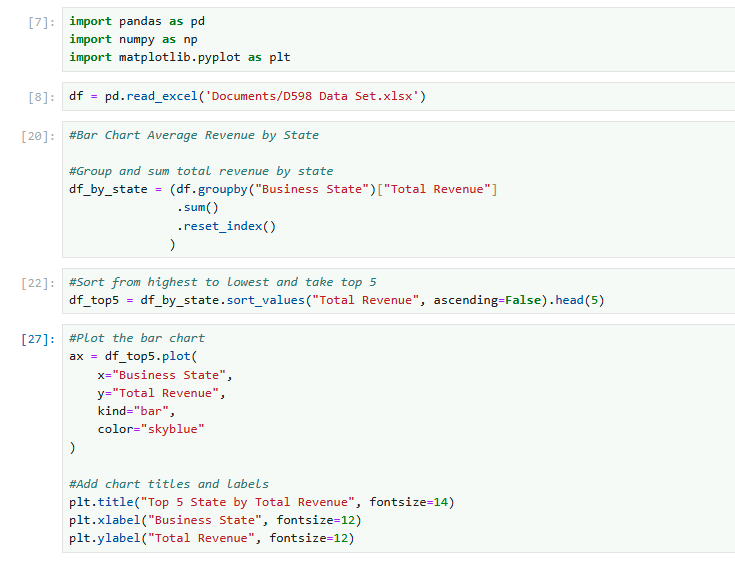 [7]: import pandas as pd
import numpy as np
import matplotlib.pyplot as plt
[8]: df = pd.read_excel('Documents/D598 Data Set.xlsx')
[20]: #Bar Chart Average Revenue by State
#Group and sum total revenue by state
df_by_state = (df.groupby("Business State")["Total Revenue"]
.sum()
.reset_index()
)
[22]: #Sort from highest to lowest and take top 5
df_top5 = df_by_state.sort_values("Total Revenue", ascending=False).head(5)
[27]: #Plot the bar chart
ax = df_top5.plot(
x="Business State",
y="Total Revenue",
kind="bar",
color="skyblue"
)
#Add chart titles and labels
plt.title("Top 5 State by Total Revenue", fontsize=14)
plt.xlabel("Business State", fontsize=12)
plt.ylabel("Total Revenue", fontsize=12)